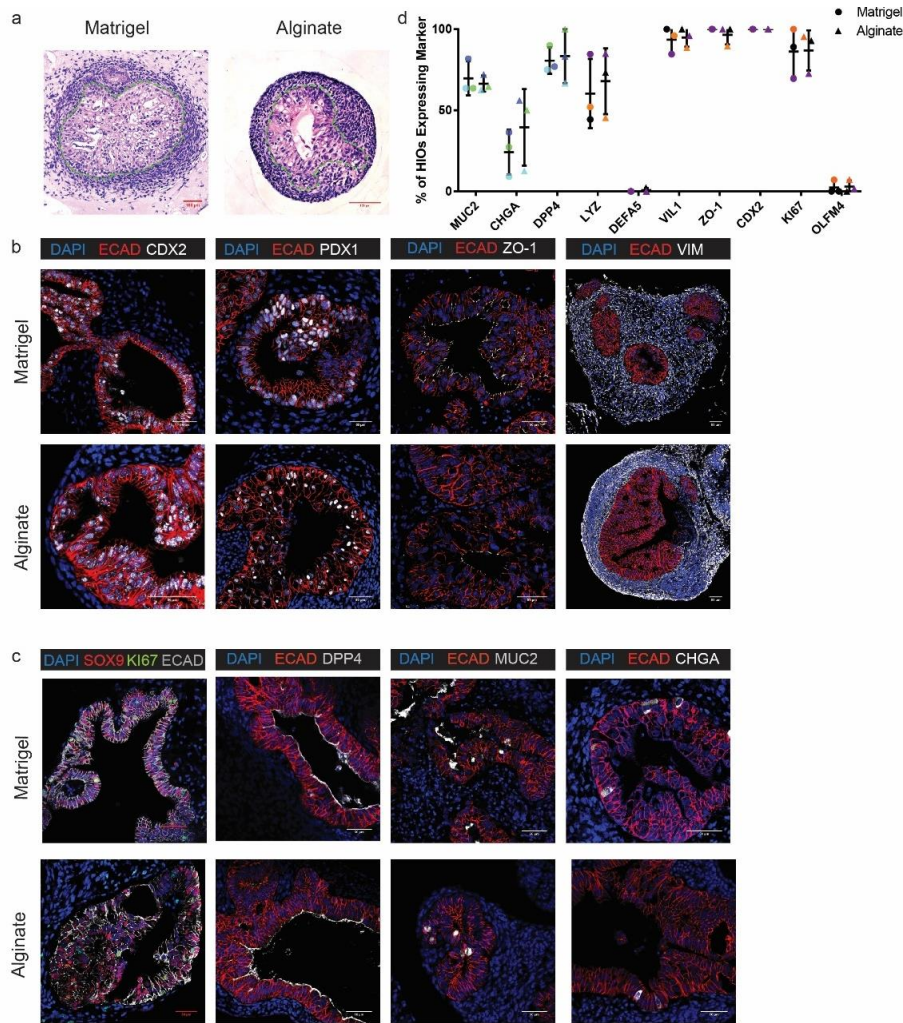 a
Matrigel
Alginate
b
DAPI ECAD CDX2
DAPI ECAD PDX1
DAPI ECAD ZO-1
DAPI ECAD VIM
Matrigel
Alginate
c
DAPI SOX9 KI67 ECAD
DAPI ECAD DPP4
DAPI ECAD MUC2
DAPI ECAD CHGA
Matrigel
Alginate
d
Matrigel
Alginate
% of HIOs Expressing Marker
100
50
0
MUC2
CHGA
DPP4
LYZ
DEFA5
VIL1
ZO-1
CDX2
KI67
OLFM4